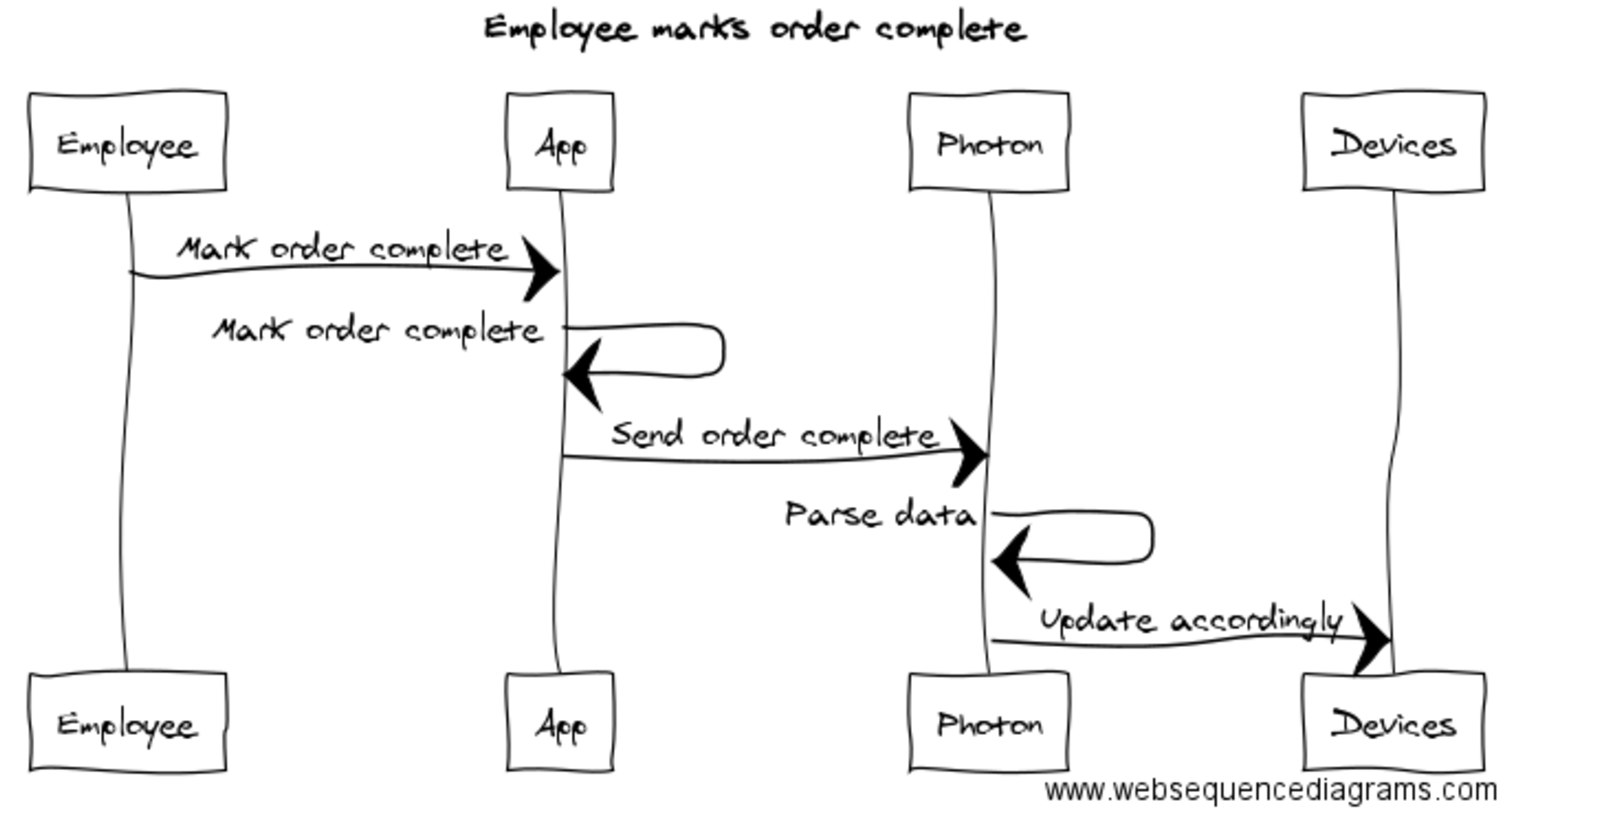 Employee marks order complete
Employee
App
Photon
Devices
Mark order complete
Mark order complete
Send order complete
Parse data
Update accordingly
Employee
App
Photon
Devices
www.websequencediagrams.com